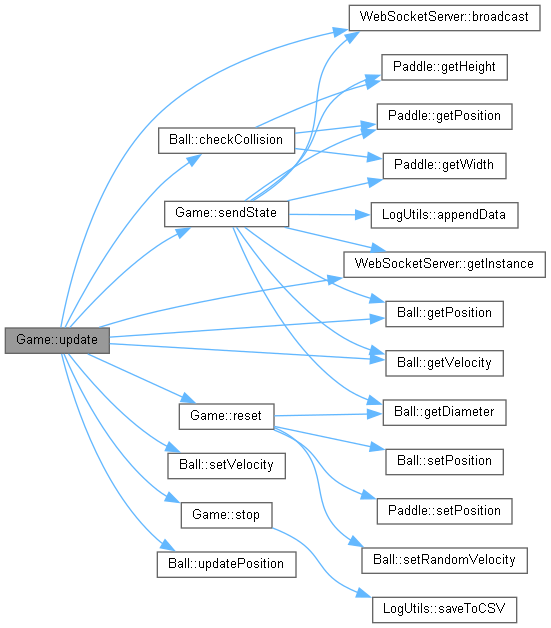 WebSocketServer::broadcast
Paddle::getHeight
Paddle::getPosition
Ball::checkCollision
Paddle::getWidth
Game::sendState
LogUtils::appendData
WebSocketServer::getInstance
Ball::getPosition
Game::update
Ball::getVelocity
Game::reset
Ball::getDiameter
Ball::setVelocity
Ball::setPosition
Game::stop
Paddle::setPosition
Ball::updatePosition
Ball::setRandomVelocity
LogUtils::saveToCSV